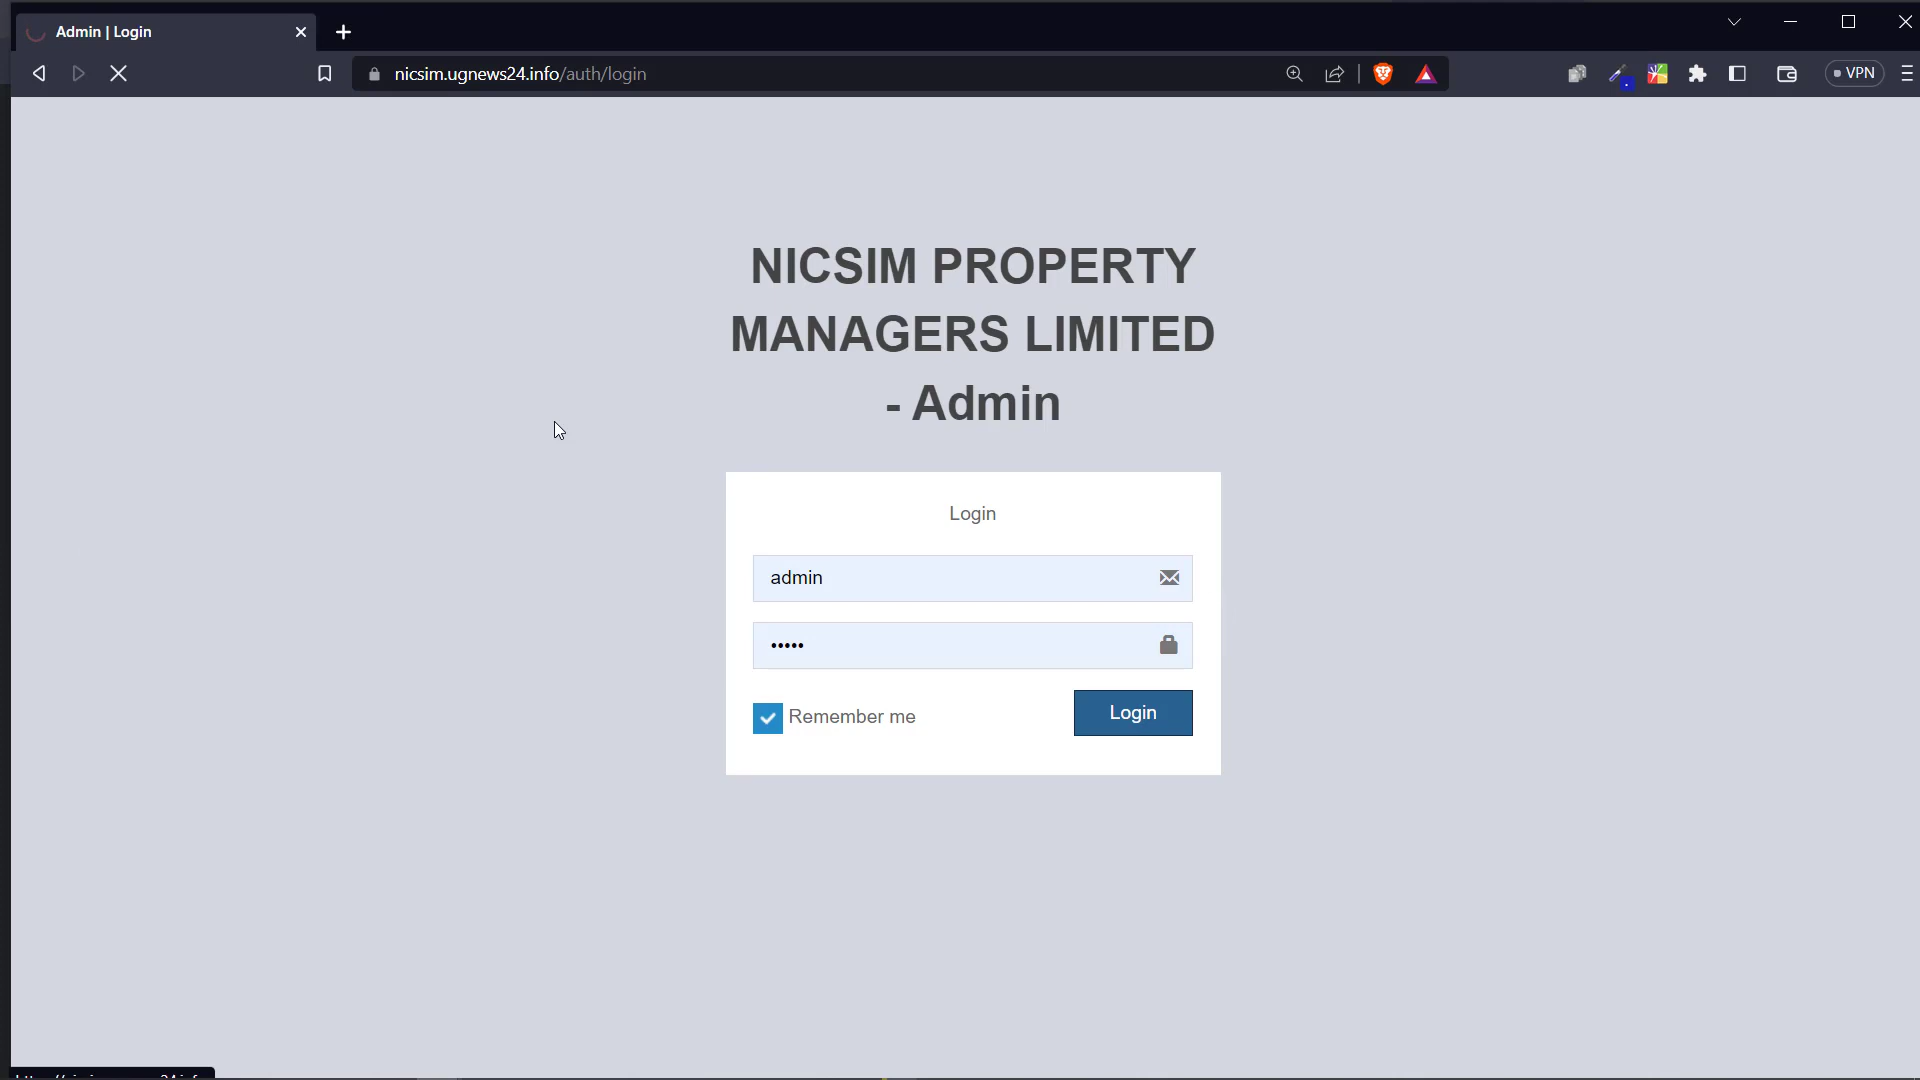 Admin | Login
nicsim.ugnews24.info/auth/login
VPN
NICSIM PROPERTY
MANAGERS LIMITED
- Admin
Login
admin
•••••
Remember me
Login